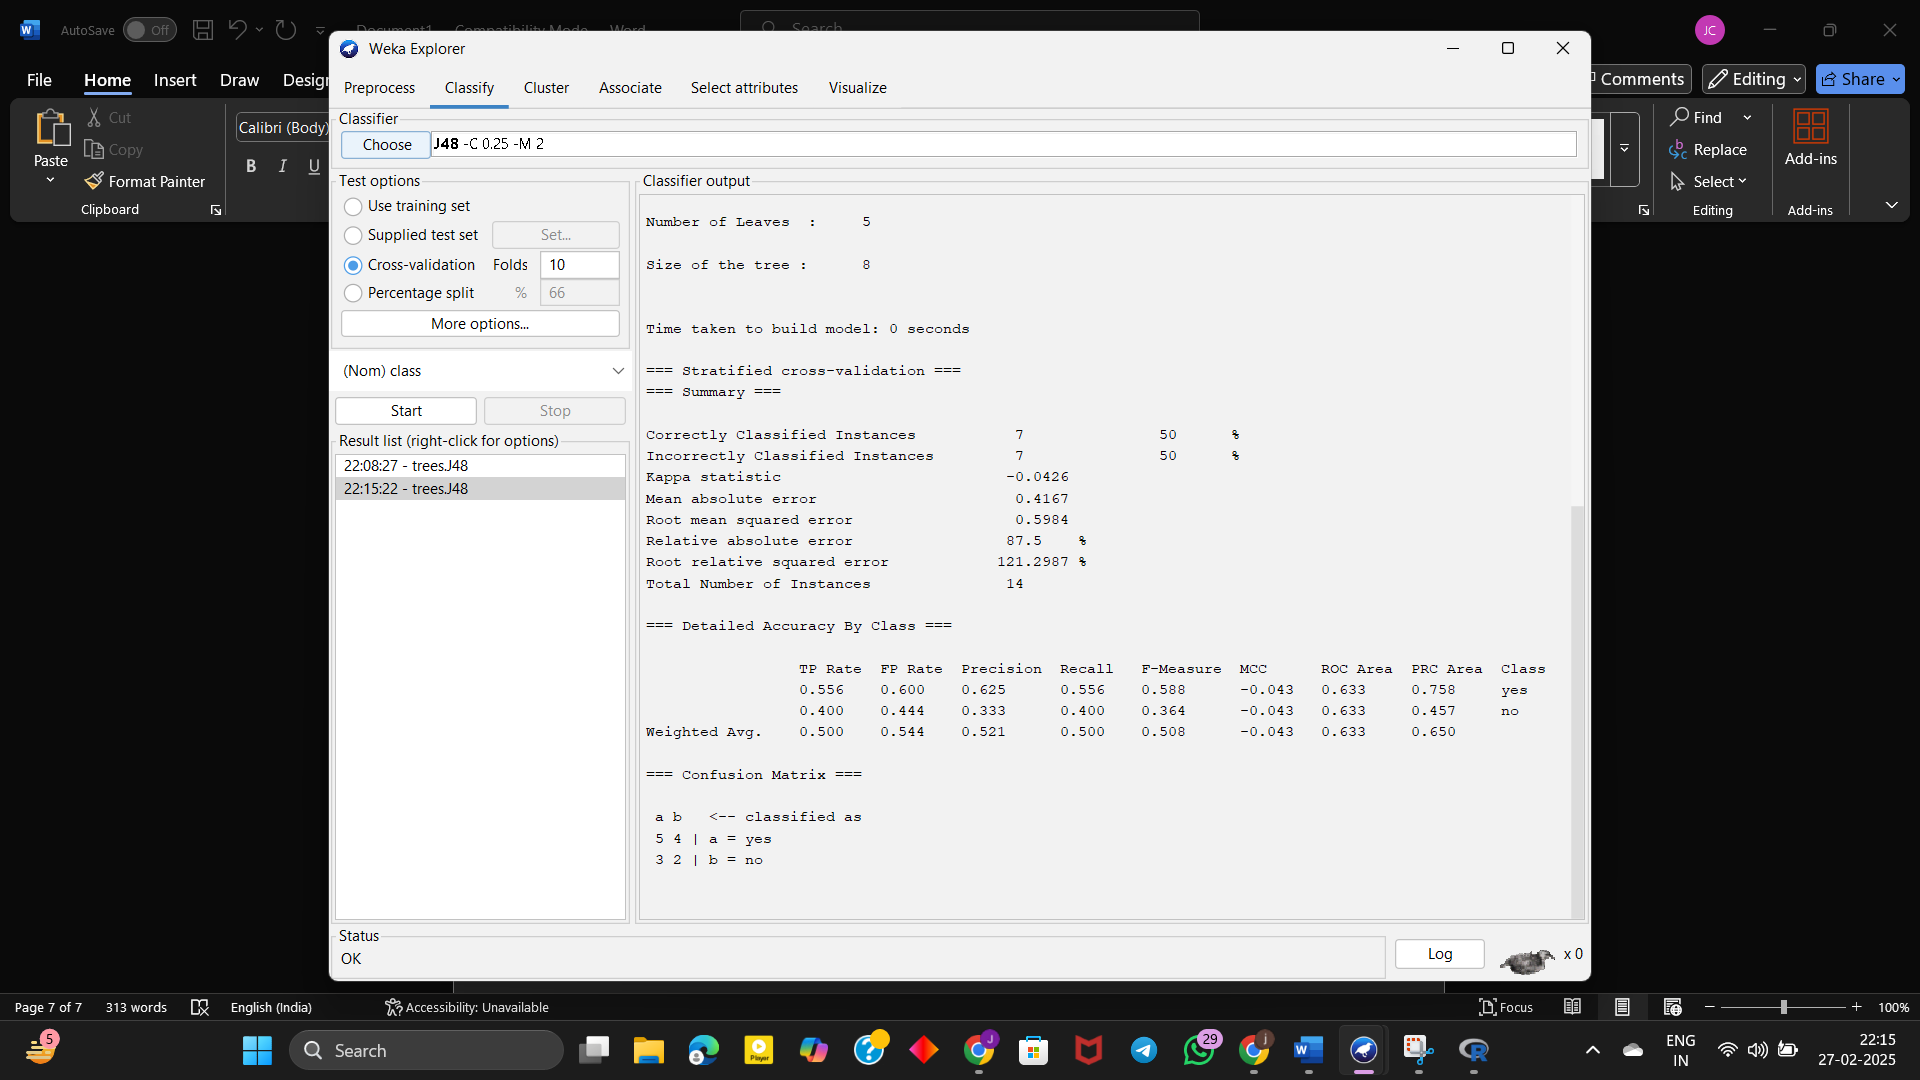 AutoSave Off
Search
JC
Weka Explorer
File Home Insert Draw
Comments Editing Share
Preprocess Classify Cluster Associate Select attributes Visualize
Paste
Cut
Copy
Format Painter
Clipboard
Calibri (Body)
B I U
Find
Replace
Select
Editing
Add-ins
Add-ins
Classifier
Choose J48 -C 0.25 -M 2
Test options
Use training set
Supplied test set Set...
Cross-validation Folds 10
Percentage split % 66
More options...
(Nom) class
Start Stop
Result list (right-click for options)
22:08:27 - trees.J48
22:15:22 - trees.J48
Classifier output
Number of Leaves : 5
Size of the tree : 8
Time taken to build model: 0 seconds
=== Stratified cross-validation ===
=== Summary ===
Correctly Classified Instances 7 50 %
Incorrectly Classified Instances 7 50 %
Kappa statistic -0.0426
Mean absolute error 0.4167
Root mean squared error 0.5984
Relative absolute error 87.5 %
Root relative squared error 121.2987 %
Total Number of Instances 14
=== Detailed Accuracy By Class ===
TP Rate FP Rate Precision Recall F-Measure MCC ROC Area PRC Area Class
0.556 0.600 0.625 0.556 0.588 -0.043 0.633 0.758 yes
0.400 0.444 0.333 0.400 0.364 -0.043 0.633 0.457 no
Weighted Avg. 0.500 0.544 0.521 0.500 0.508 -0.043 0.633 0.650
=== Confusion Matrix ===
a b <-- classified as
5 4 | a = yes
3 2 | b = no
Status
OK
Log x 0
Page 7 of 7 313 words English (India) Accessibility: Unavailable
Focus 100%
5
Search
Player
J
29
j
ENG
IN
22:15
27-02-2025